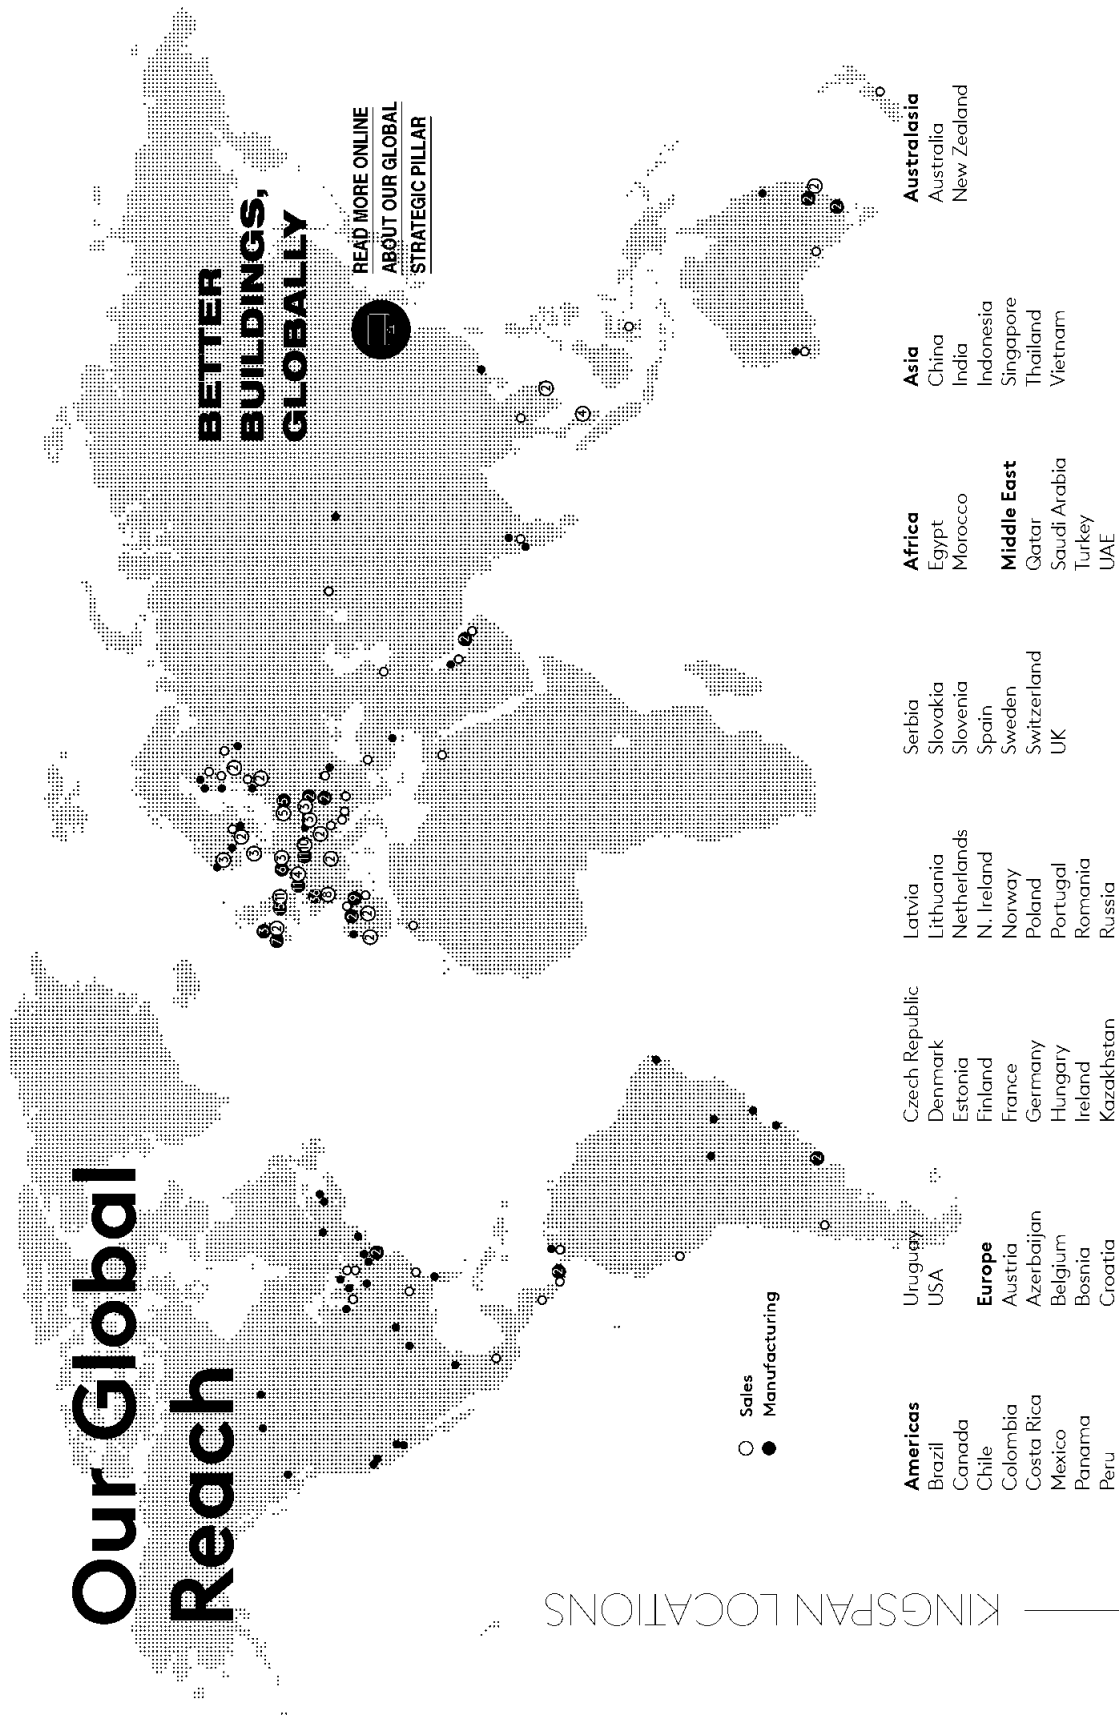 Our Global
Reach
BETTER
BUILDINGS,
GLOBALLY
READ MORE ONLINE
ABOUT OUR GLOBAL
STRATEGIC PILLAR
KINGSPAN LOCATIONS
Sales
Manufacturing
Americas
Brazil
Canada
Chile
Colombia
Costa Rica
Mexico
Panama
Peru
Uruguay
USA
Europe
Austria
Azerbaijan
Belgium
Bosnia
Croatia
Czech Republic
Denmark
Estonia
Finland
France
Germany
Hungary
Ireland
Kazakhstan
Latvia
Lithuania
Netherlands
N. Ireland
Norway
Poland
Portugal
Romania
Russia
Serbia
Slovakia
Slovenia
Spain
Sweden
Switzerland
UK
Africa
Egypt
Morocco
Middle East
Qatar
Saudi Arabia
Turkey
UAE
Asia
China
India
Indonesia
Singapore
Thailand
Vietnam
Australasia
Australia
New Zealand